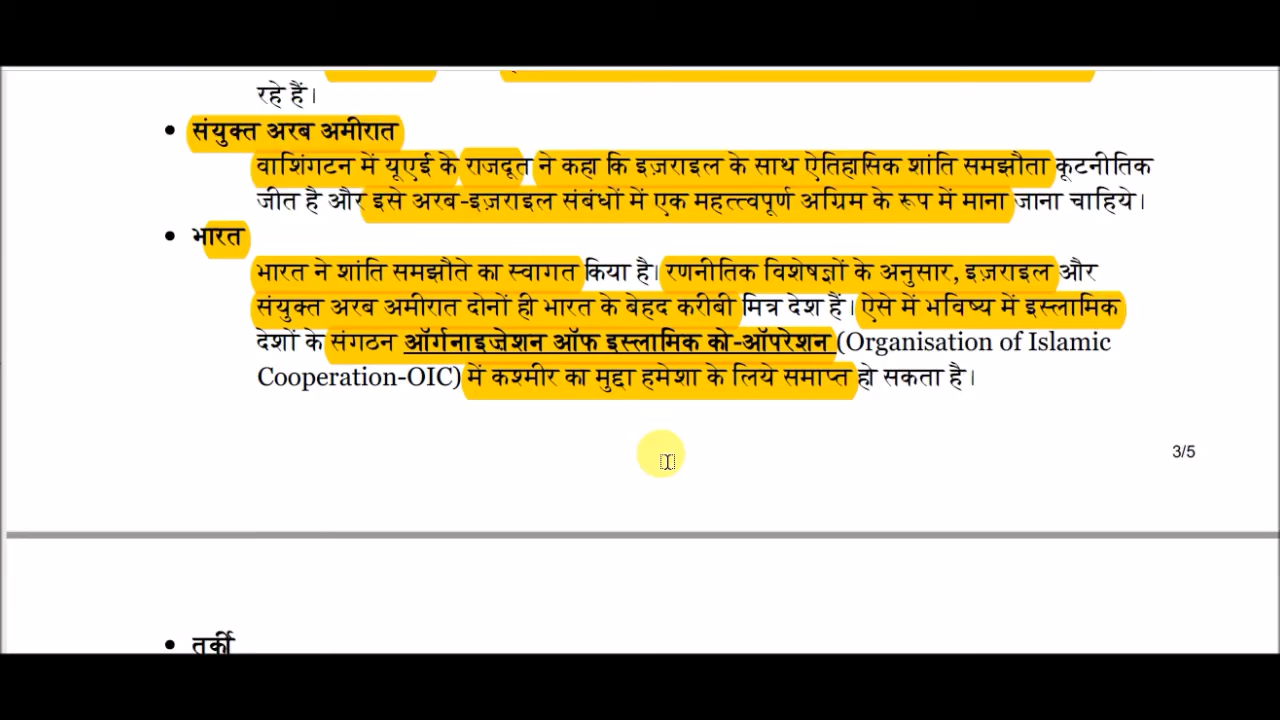 रहे हैं।
• संयुक्त अरब अमीरात
वाशिंगटन में यूएई के राजदूत ने कहा कि इज़राइल के साथ ऐतिहासिक शांति समझौता कूटनीतिक
जीत है और इसे अरब-इज़राइल संबंधों में एक महत्त्वपूर्ण अग्रिम के रूप में माना जाना चाहिये।
• भारत
भारत ने शांति समझौते का स्वागत किया है। रणनीतिक विशेषज्ञों के अनुसार, इज़राइल और
संयुक्त अरब अमीरात दोनों ही भारत के बेहद करीबी मित्र देश हैं। ऐसे में भविष्य में इस्लामिक
देशों के संगठन ऑर्गनाइजेशन ऑफ इस्लामिक को-ऑपरेशन (Organisation of Islamic
Cooperation-OIC) में कश्मीर का मुद्दा हमेशा के लिये समाप्त हो सकता है।
3/5
• तर्की